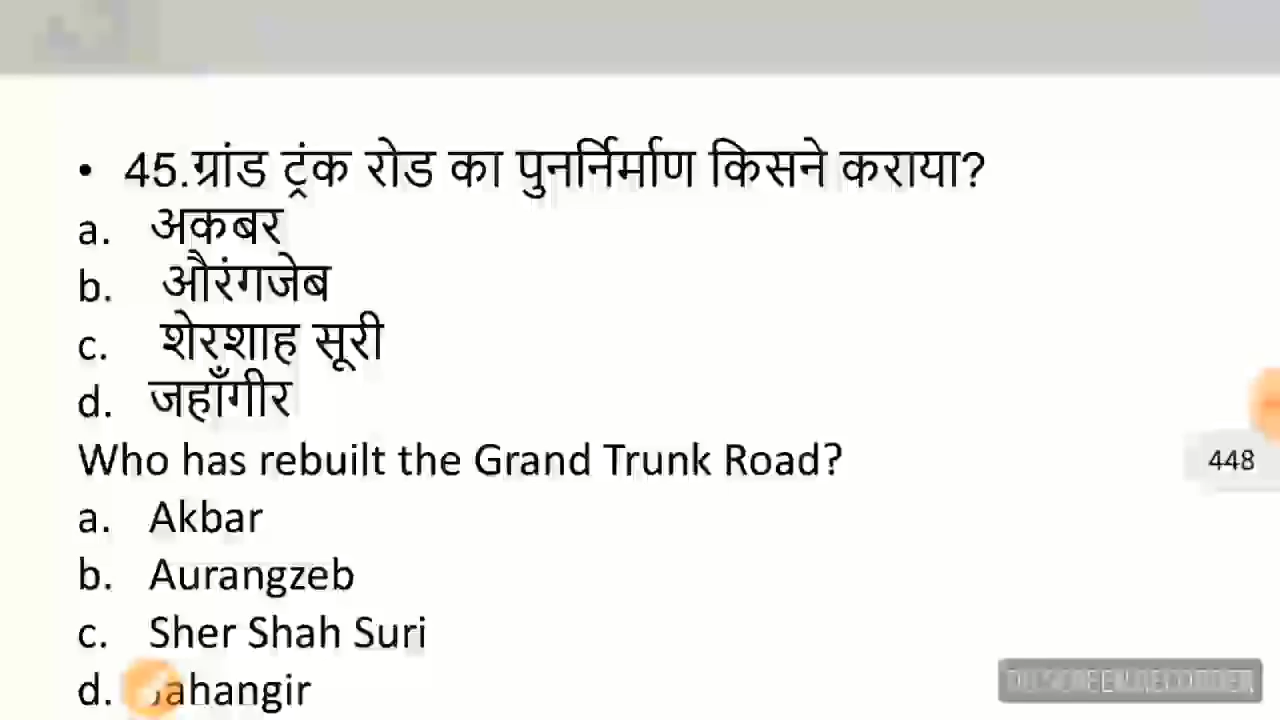 • 45.ग्रांड ट्रंक रोड का पुनर्निर्माण किसने कराया?
a. अकबर
b. औरंगजेब
c. शेरशाह सूरी
d. जहाँगीर
Who has rebuilt the Grand Trunk Road?
448
a. Akbar
b. Aurangzeb
c. Sher Shah Suri
d. Jahangir